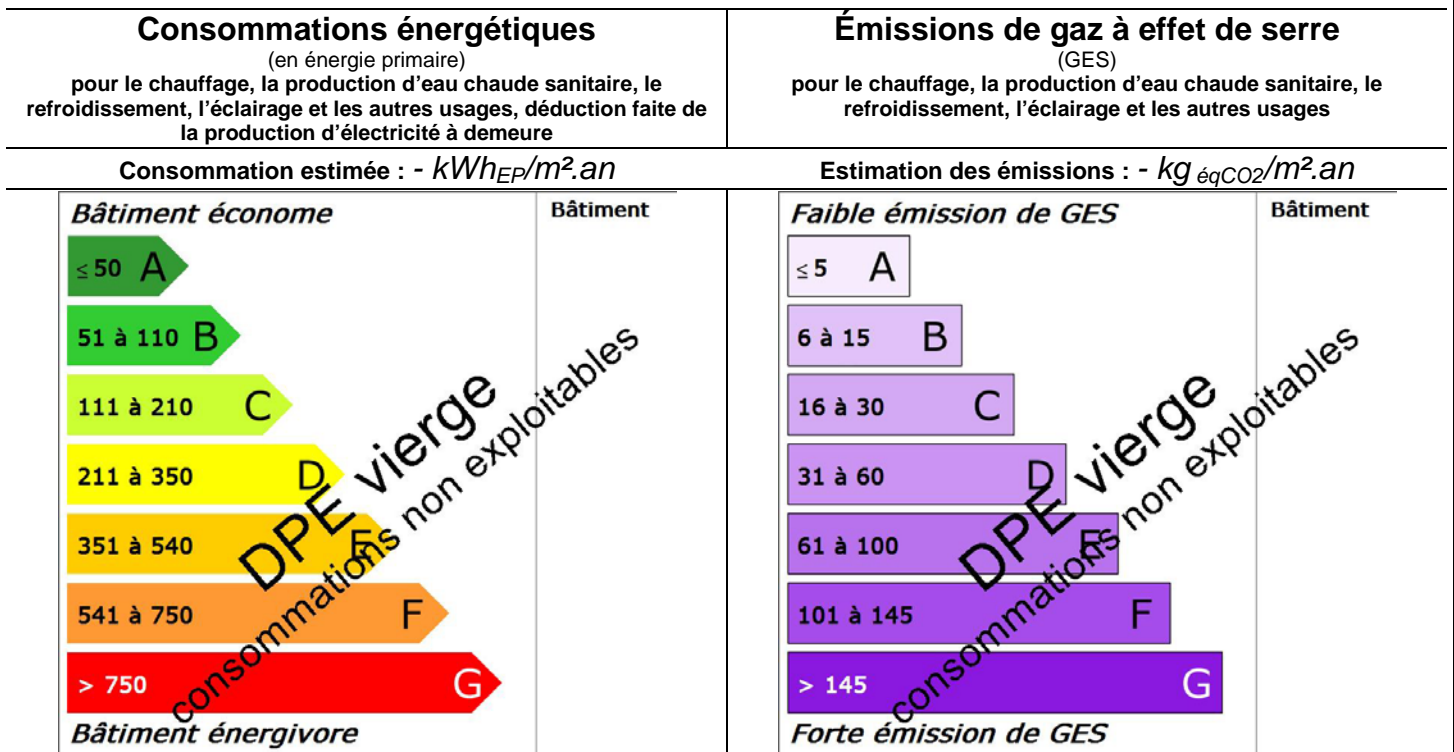 Consommations énergétiques
(en énergie primaire)
pour le chauffage, la production d'eau chaude sanitaire, le
refroidissement, l'éclairage et les autres usages, déduction faite de
la production d'électricité à demeure
Consommation estimée : - kWhEP/m².an
Bâtiment économe
Bâtiment
≤ 50 A
51 à 110 B
111 à 210 C
211 à 350 D
351 à 540 E
541 à 750 F
> 750 G
Bâtiment énergivore
DPE vierge
consommations non exploitables
Émissions de gaz à effet de serre
(GES)
pour le chauffage, la production d'eau chaude sanitaire, le
refroidissement, l'éclairage et les autres usages
Estimation des émissions : - kg éqCO2/m².an
Faible émission de GES
Bâtiment
≤ 5 A
6 à 15 B
16 à 30 C
31 à 60 D
61 à 100 E
101 à 145 F
> 145 G
Forte émission de GES
DPE vierge
consommations non exploitables